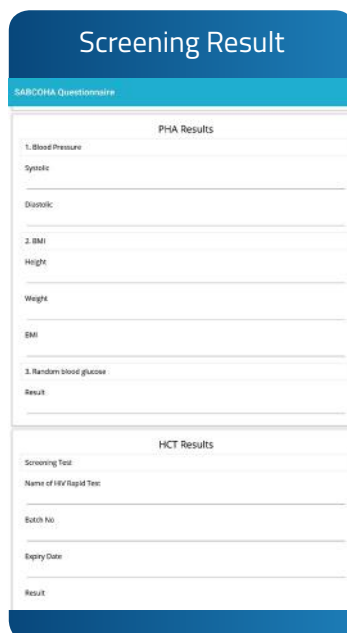 Screening Result
SABCOHA Questionnaire
PHA Results
1. Blood Pressure
Systolic
Diastolic
2. BMI
Height
Weight
BMI
3. Random blood glucose
Result
HCT Results
Screening Test
Name of HIV Rapid Test
Batch No
Expiry Date
Result